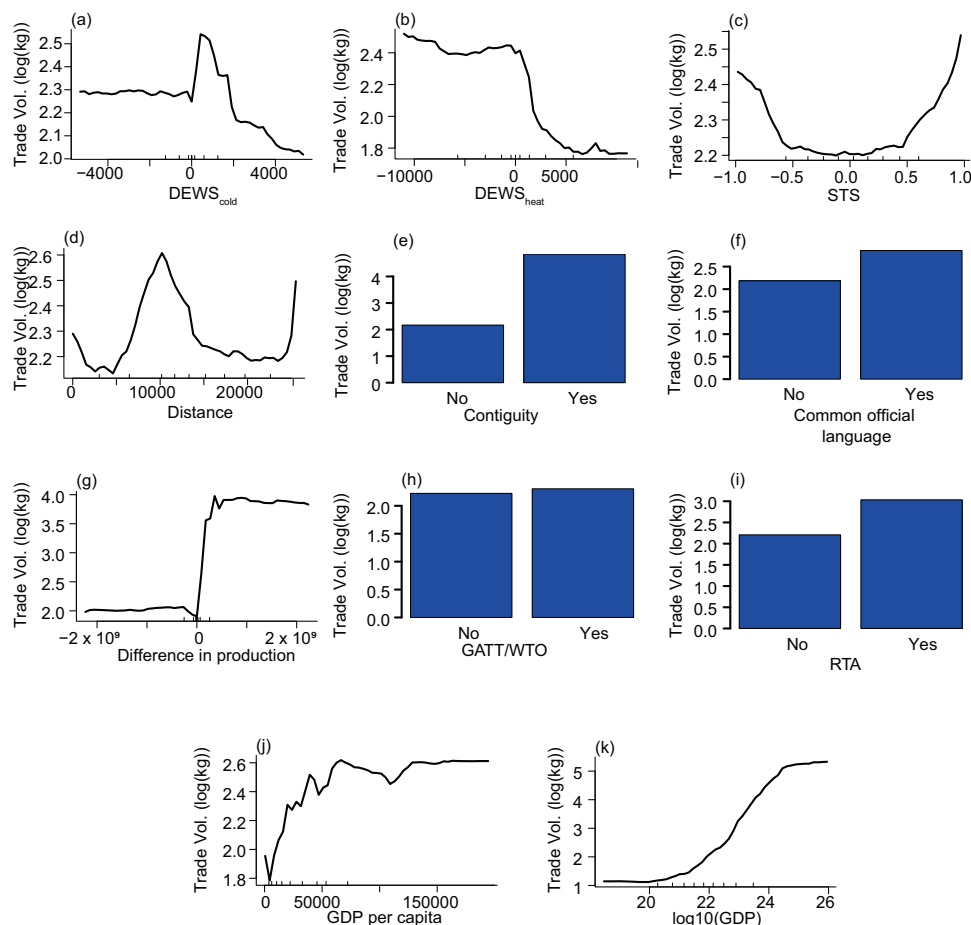 (a)
Trade Vol. (log(kg))
2.5
2.4
2.3
2.2
2.1
2.0
−4000 0 4000
DEWScold
(b)
Trade Vol. (log(kg))
2.4
2.2
2.0
1.8
−10000 0 5000
DEWSheat
(c)
Trade Vol. (log(kg))
2.5
2.4
2.3
2.2
−1.0 −0.5 0.0 0.5 1.0
STS
(d)
Trade Vol. (log(kg))
2.6
2.5
2.4
2.3
2.2
0 10000 20000
Distance
(e)
Trade Vol. (log(kg))
4
3
2
1
0
No Yes
Contiguity
(f)
Trade Vol. (log(kg))
2.5
2.0
1.5
1.0
0.5
0.0
No Yes
Common official
language
(g)
Trade Vol. (log(kg))
4.0
3.5
2.5
2.0
−2 x 10⁹ 0 2 x 10⁹
Difference in production
(h)
Trade Vol. (log(kg))
2.0
1.5
1.0
0.5
0.0
No Yes
GATT/WTO
(i)
Trade Vol. (log(kg))
3.0
2.5
2.0
1.5
1.0
0.5
0.0
No Yes
RTA
(j)
Trade Vol. (log(kg))
2.6
2.4
2.2
2.0
1.8
0 50000 150000
GDP per capita
(k)
Trade Vol. (log(kg))
5
4
3
2
1
20 22 24 26
log10(GDP)